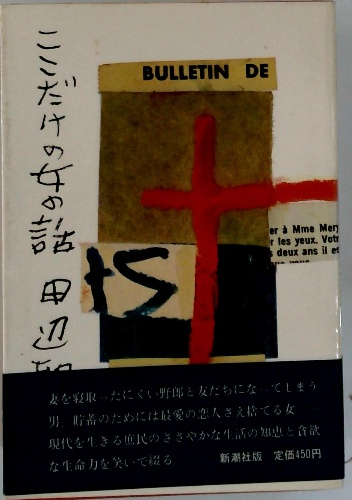 ここだけの女の話
田辺
BULLETIN DE
er à Mme Mery
r les yeux. Votr
s deux ans il et
妻を寝取ったにくい野郎と友だちになってしまう
男、貯蓄のためには最愛の恋人さえ捨てる女――
現代を生きる庶民のささやかな生活の知恵と貪欲
な生命力を笑いで綴る
新潮社版 定価450円